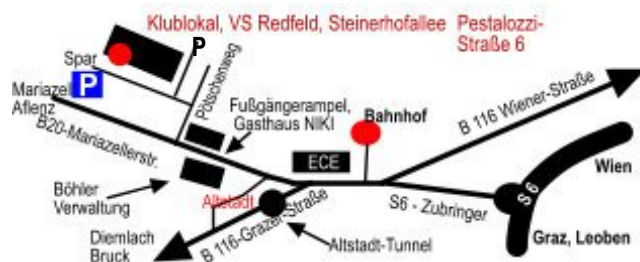 Klublokal, VS Redfeld, Steinerhofallee Pestalozzi-
Straße 6
P
Spar
P
Mariazell
Aflenz
Pötschenweg
Fußgängerampel,
Gasthaus NIKI
Bahnhof
B 116 Wiener-Straße
B20-Mariazellerstr.
ECE
Wien
Böhler
Verwaltung
Altstadt
S6 - Zubringer
S 6
Diemlach
Bruck
B 116-Grazer-Straße
Altstadt-Tunnel
Graz, Leoben